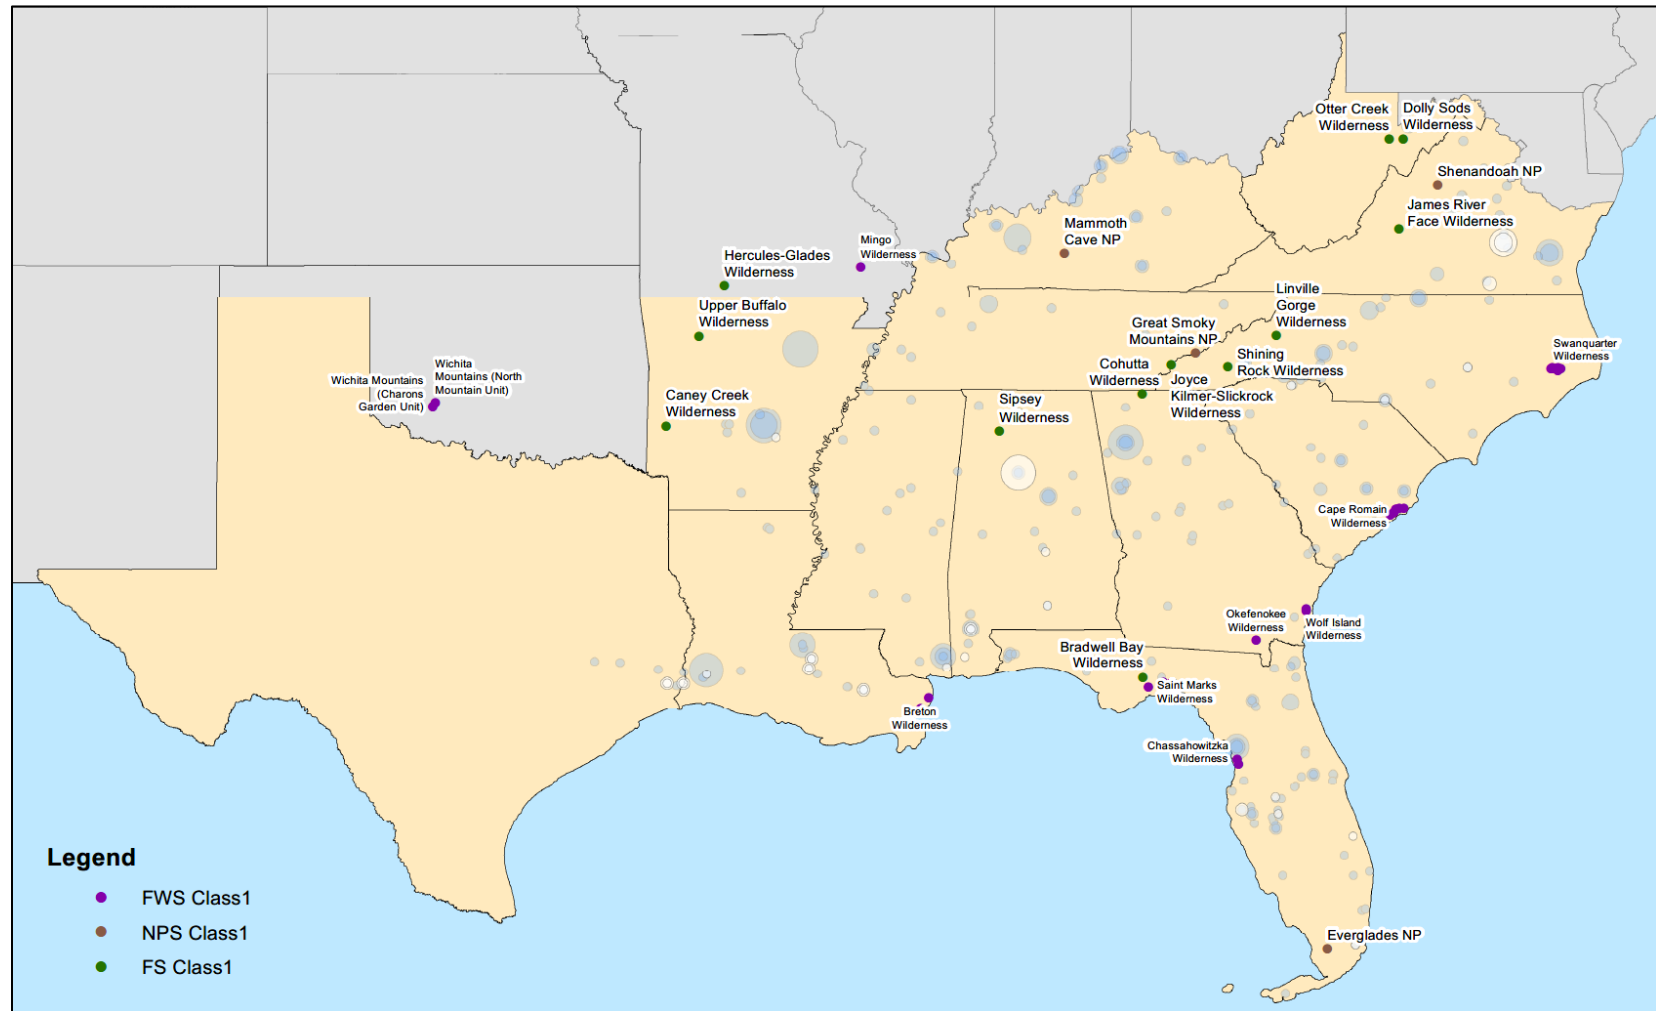 Otter Creek
Wilderness
Dolly Sods
Wilderness
Shenandoah NP
James River
Face Wilderness
Mammoth
Cave NP
Mingo
Wilderness
Hercules-Glades
Wilderness
Upper Buffalo
Wilderness
Linville
Gorge
Wilderness
Great Smoky
Mountains NP
Swanquarter
Wilderness
Shining
Rock Wilderness
Cohutta
Wilderness
Joyce
Kilmer-Slickrock
Wilderness
Wichita
Mountains (North
Mountain Unit)
Wichita Mountains
(Charons
Garden Unit)
Caney Creek
Wilderness
Sipsey
Wilderness
Cape Romain
Wilderness
Okefenokee
Wilderness
Wolf Island
Wilderness
Bradwell Bay
Wilderness
Saint Marks
Wilderness
Breton
Wilderness
Chassahowitzka
Wilderness
Everglades NP
Legend
FWS Class1
NPS Class1
FS Class1